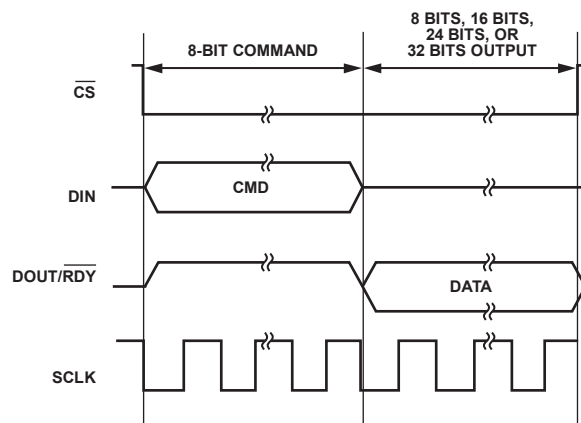 8 BITS, 16 BITS,
24 BITS, OR
32 BITS OUTPUT
8-BIT COMMAND
CS
DIN
CMD
DOUT/RDY
DATA
SCLK